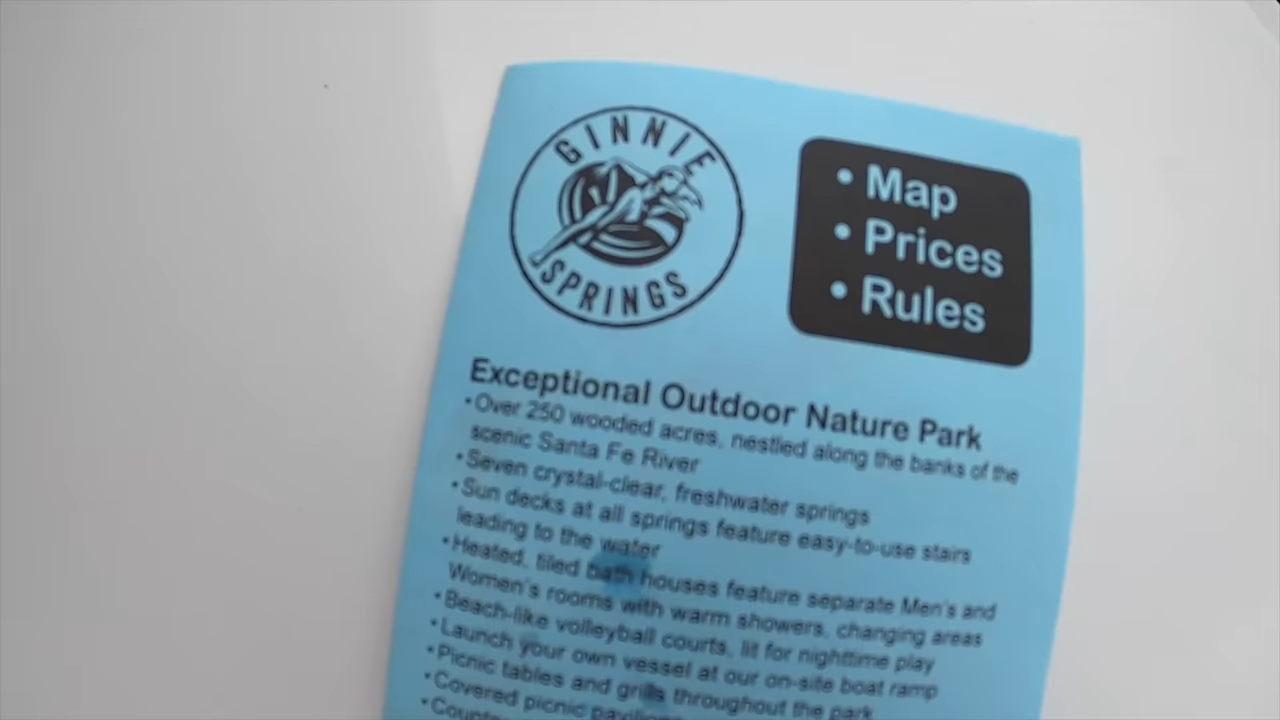 GINNIE
SPRINGS
• Map
• Prices
• Rules
Exceptional Outdoor Nature Park
• Over 250 wooded acres, nestled along the banks of the
scenic Santa Fe River
• Seven crystal-clear, freshwater springs
• Sun decks at all springs feature easy-to-use stairs
leading to the water
• Heated, tiled bath houses feature separate Men's and
Women's rooms with warm showers, changing areas
• Beach-like volleyball courts, lit for nighttime play
• Launch your own vessel at our on-site boat ramp
• Picnic tables and grills throughout the park
• Covered picnic